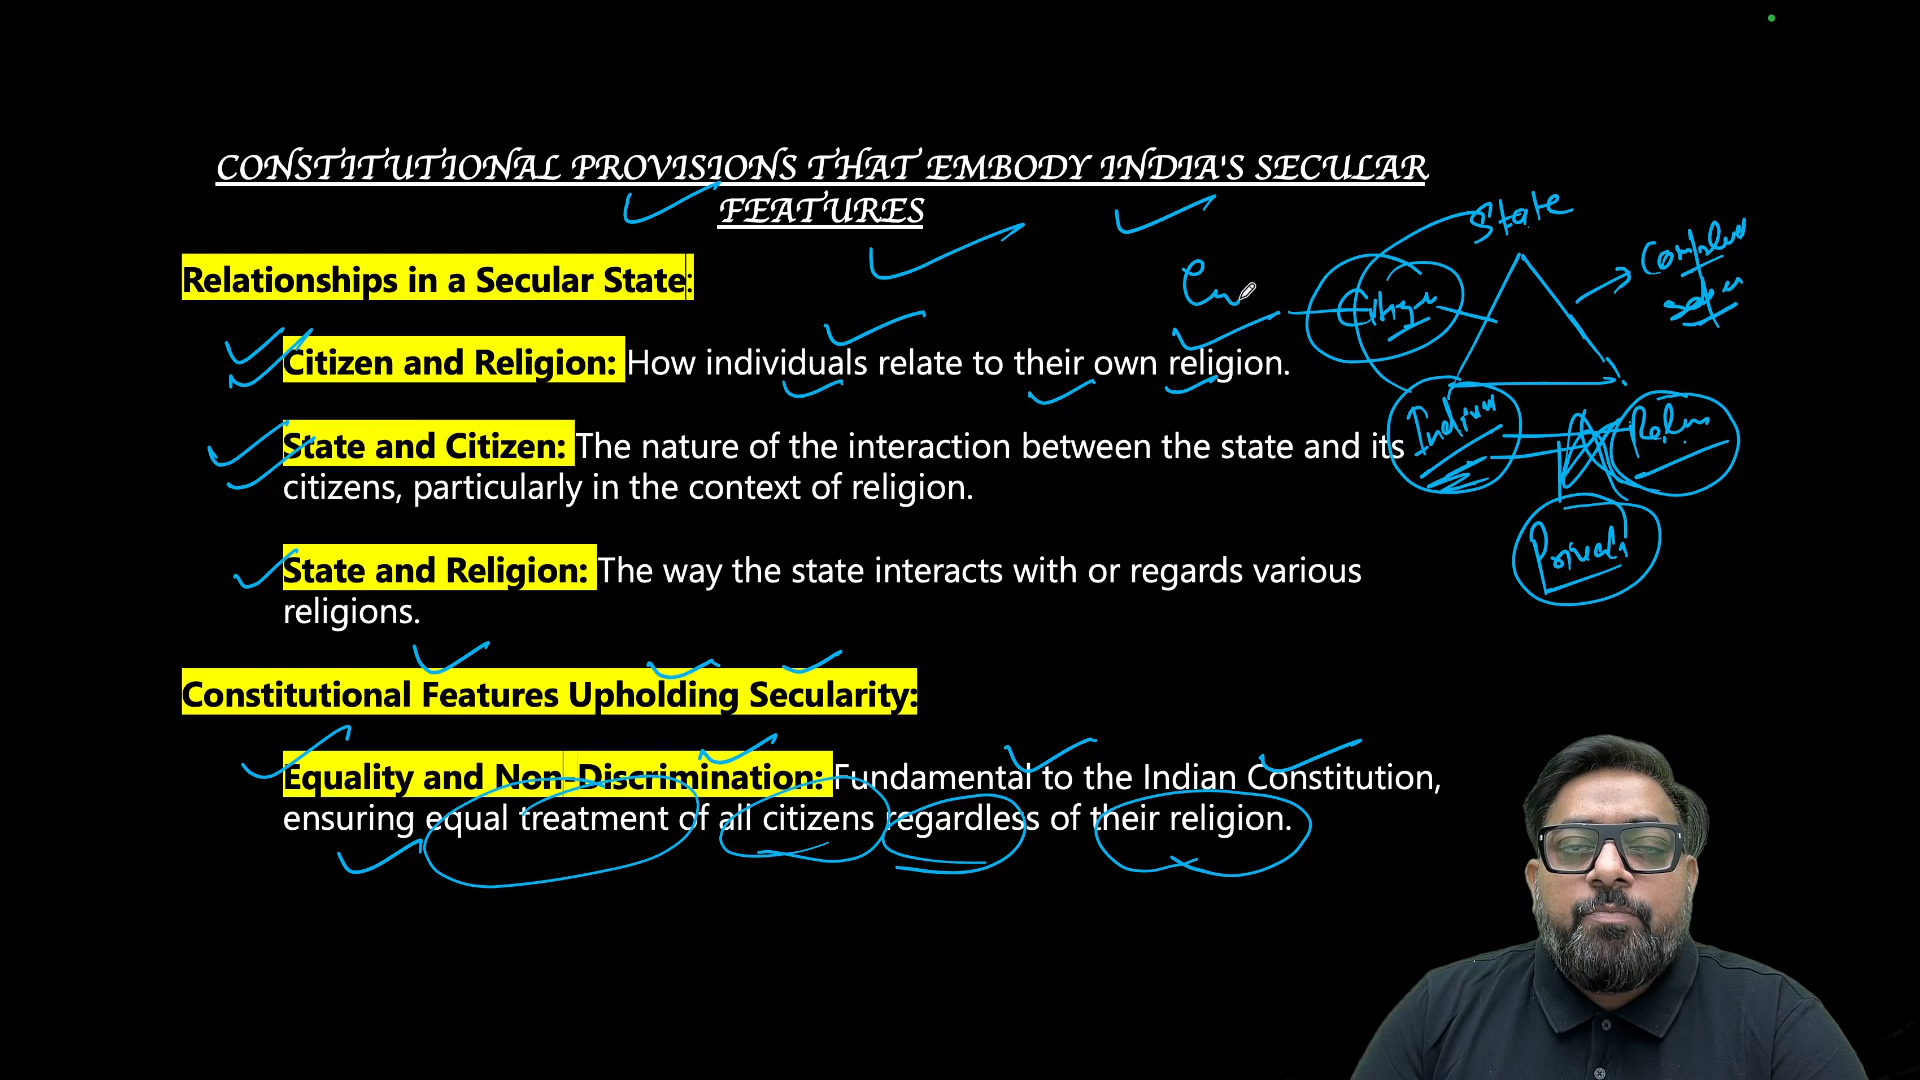 CONSTITUTIONAL PROVISIONS THAT EMBODY INDIA'S SECULAR
FEATURES
Relationships in a Secular State:
Citizen and Religion: How individuals relate to their own religion.
State and Citizen: The nature of the interaction between the state and its
citizens, particularly in the context of religion.
State and Religion: The way the state interacts with or regards various
religions.
Constitutional Features Upholding Secularity:
Equality and Non-Discrimination: Fundamental to the Indian Constitution,
ensuring equal treatment of all citizens regardless of their religion.
State